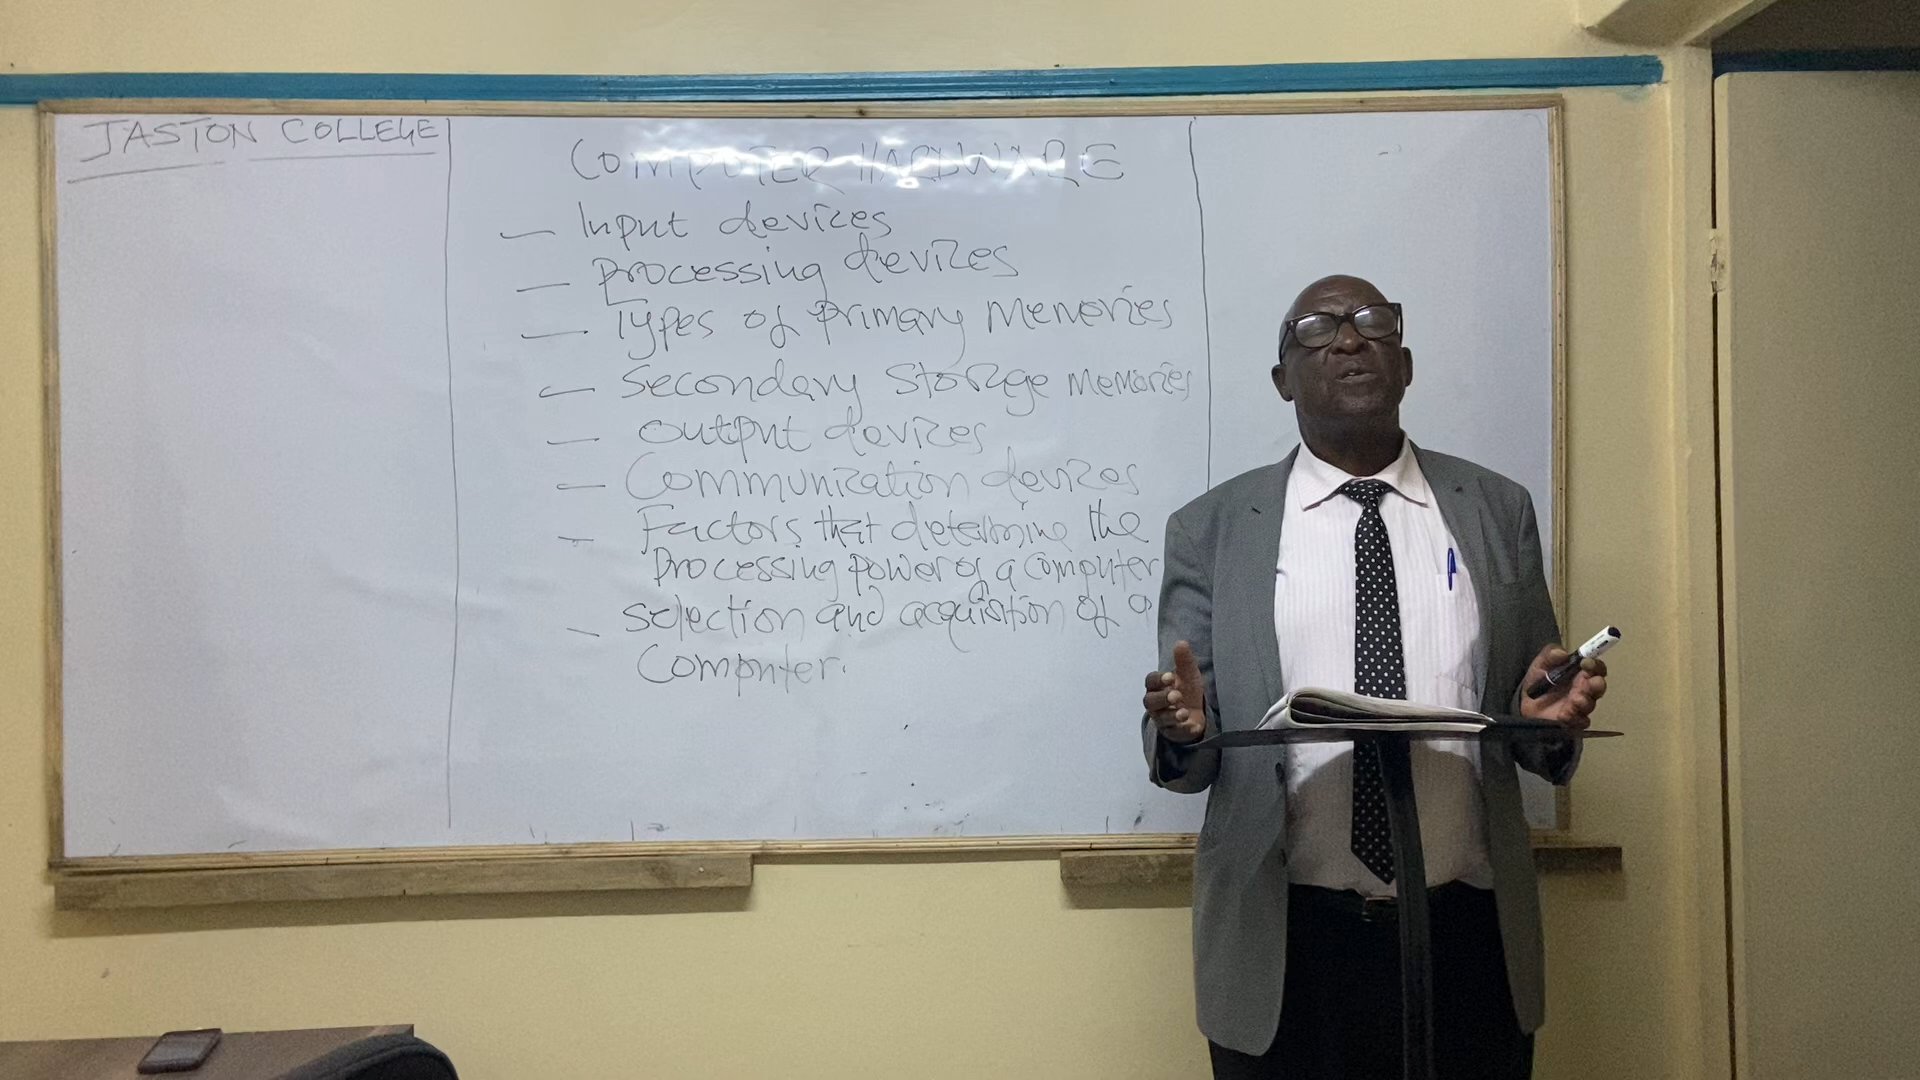 JASTON COLLEGE
COMPUTER HARDWARE
— Input devices
— Processing devices
— Types of primary memories
— Secondary storage memories
— Output devices
— Communication devices
— Factors that determine the
Processing power of a computer
— Selection and acquisition of a
Computer.